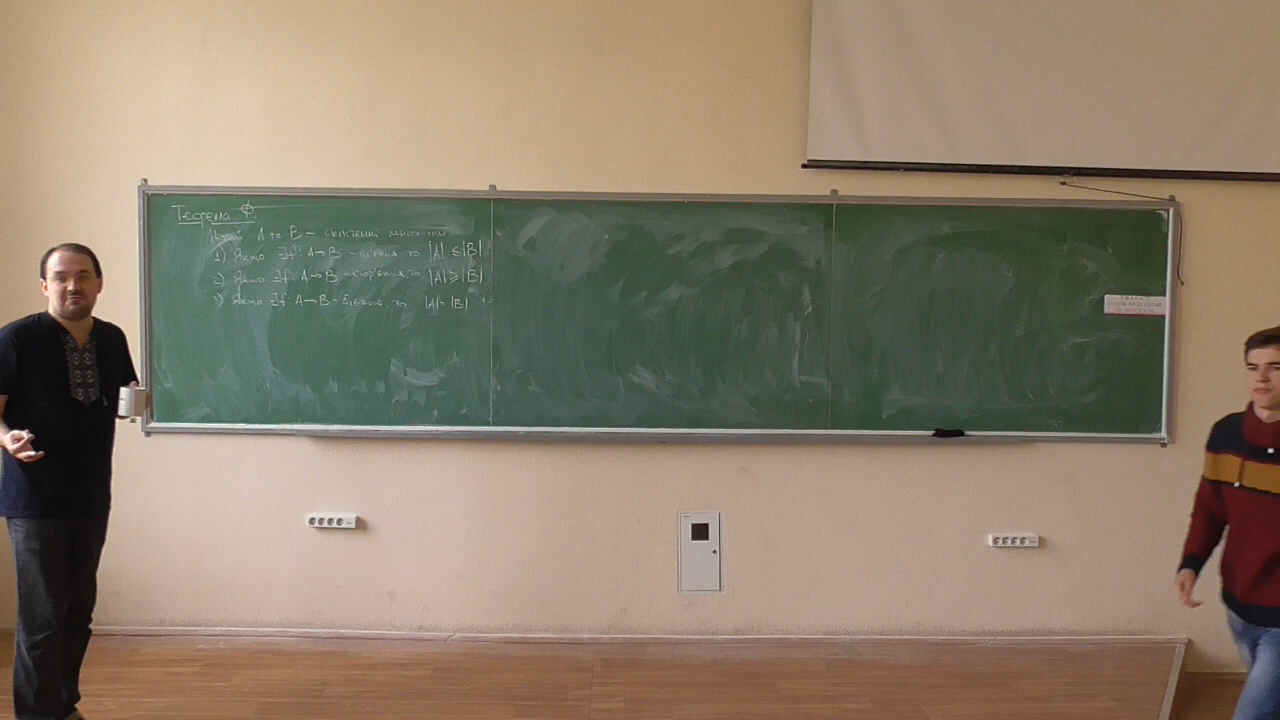 Теорема Ф.
Нехай A та B – скінченні множини
1) Якщо ∃f: A→B – ін'єкція, то |A| ≤ |B|
2) Якщо ∃f: A→B – сюр'єкція, то |A| ≥ |B|
3) Якщо ∃f: A→B – бієкція, то |A| = |B|